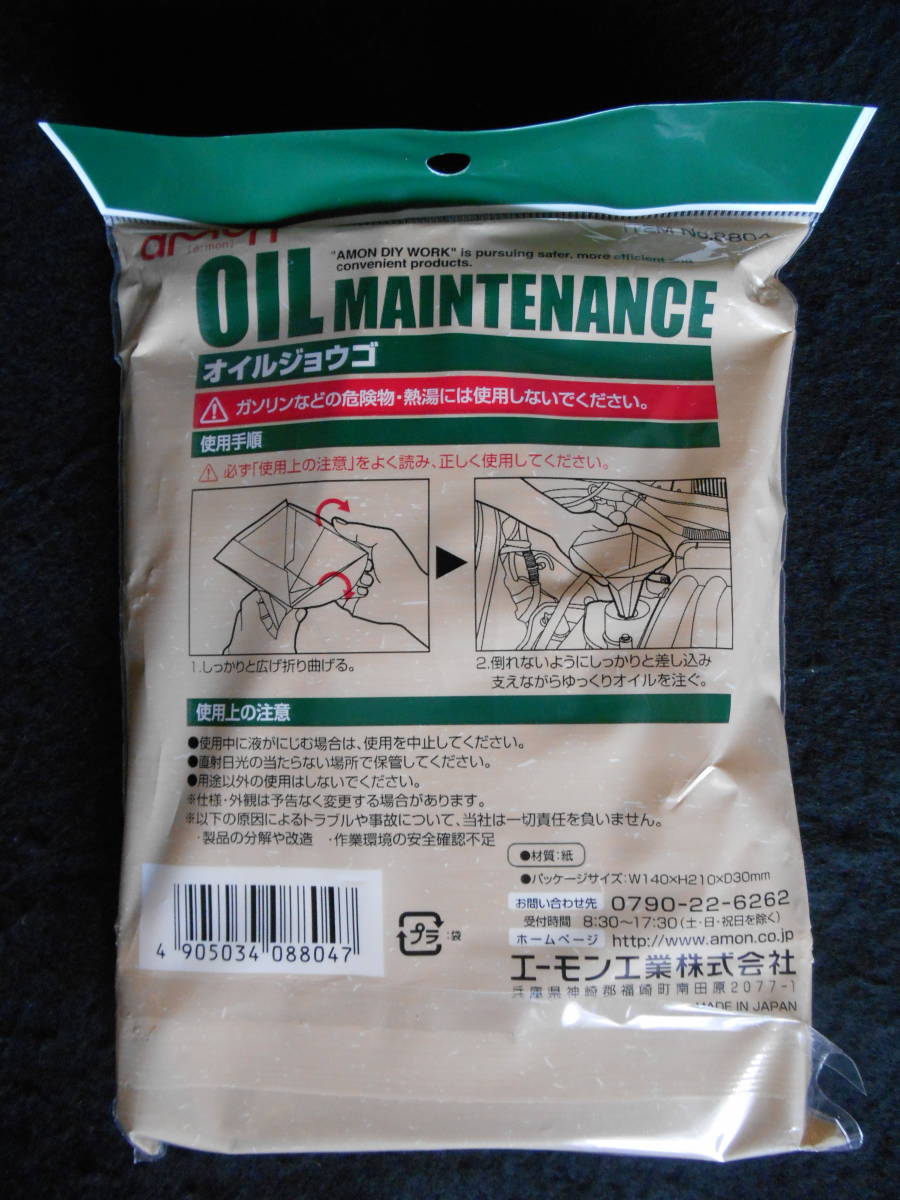 amon
[a:mon]
ITEM No.8804
"AMON DIY WORK" is pursuing safer, more efficient and
convenient products.
OIL MAINTENANCE
オイルジョウゴ
ガソリンなどの危険物・熱湯には使用しないでください。
使用手順
必ず「使用上の注意」をよく読み、正しく使用してください。
1.しっかりと広げ折り曲げる。
2.倒れないようにしっかりと差し込み
支えながらゆっくりオイルを注ぐ。
使用上の注意
●使用中に液がにじむ場合は、使用を中止してください。
●直射日光の当たらない場所で保管してください。
●用途以外の使用はしないでください。
※仕様・外観は予告なく変更する場合があります。
※以下の原因によるトラブルや事故について、当社は一切責任を負いません。
・製品の分解や改造 ・作業環境の安全確認不足
●材質:紙
●パッケージサイズ:W140×H210×D30mm
お問い合わせ先 0790-22-6262
受付時間 8:30~17:30(土・日・祝日を除く)
ホームページ http://www.amon.co.jp
エーモン工業株式会社
兵庫県神崎郡福崎町南田原2077-1
MADE IN JAPAN
プラ :袋
4 905034 088047